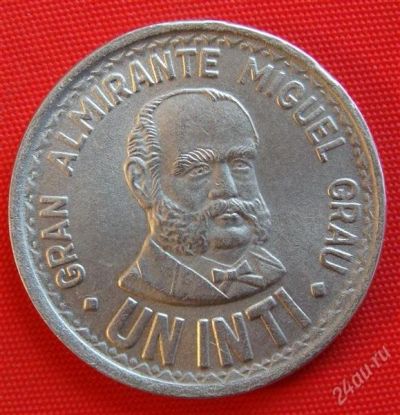 · GRAN ALMIRANTE MIGUEL GRAU ·
UN INTI
24au.ru